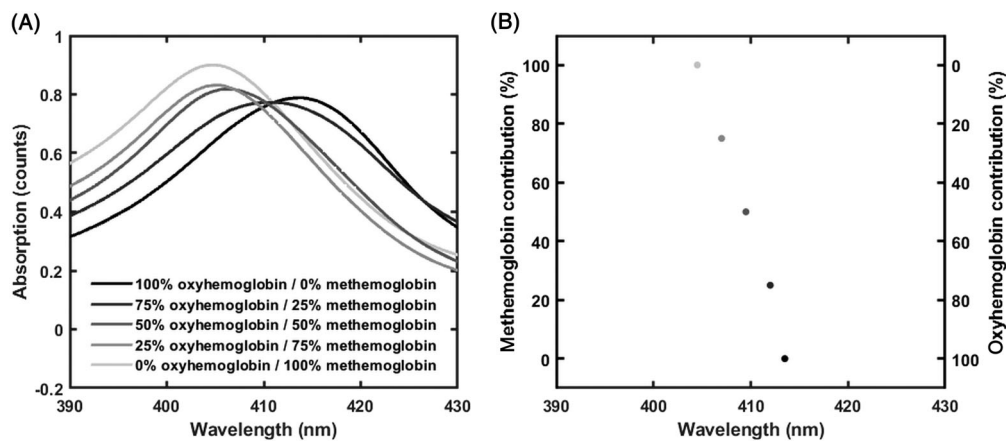 (A)
1
0.8
0.6
0.4
0.2
0
-0.2
Absorption (counts)
100% oxyhemoglobin / 0% methemoglobin
75% oxyhemoglobin / 25% methemoglobin
50% oxyhemoglobin / 50% methemoglobin
25% oxyhemoglobin / 75% methemoglobin
0% oxyhemoglobin / 100% methemoglobin
390 400 410 420 430
Wavelength (nm)
(B)
Methemoglobin contribution (%)
100
80
60
40
20
0
0
20
40
60
80
100
Oxyhemoglobin contribution (%)
390 400 410 420 430
Wavelength (nm)